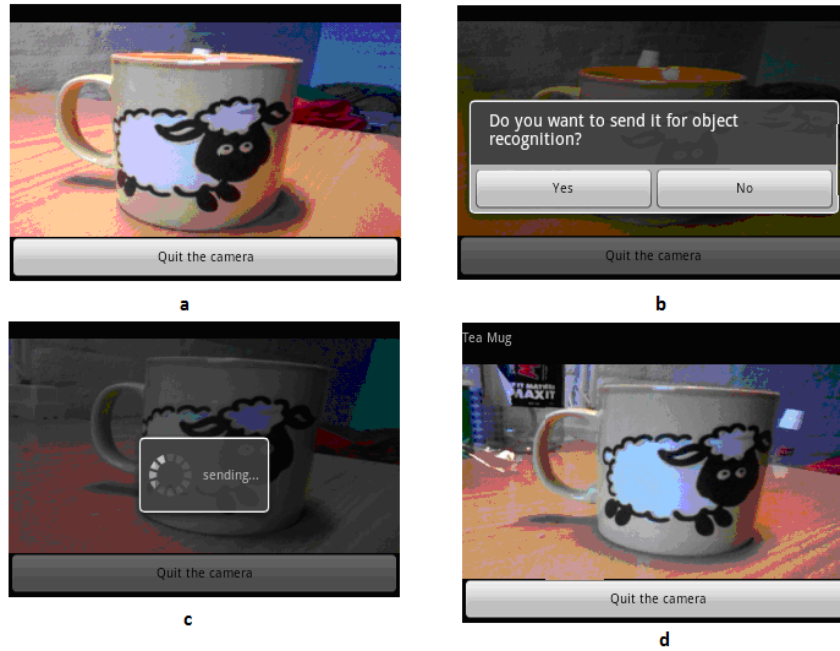 Quit the camera
a
Do you want to send it for object
recognition?
Yes No
Quit the camera
b
sending...
Quit the camera
c
Tea Mug
MAXIT
Quit the camera
d